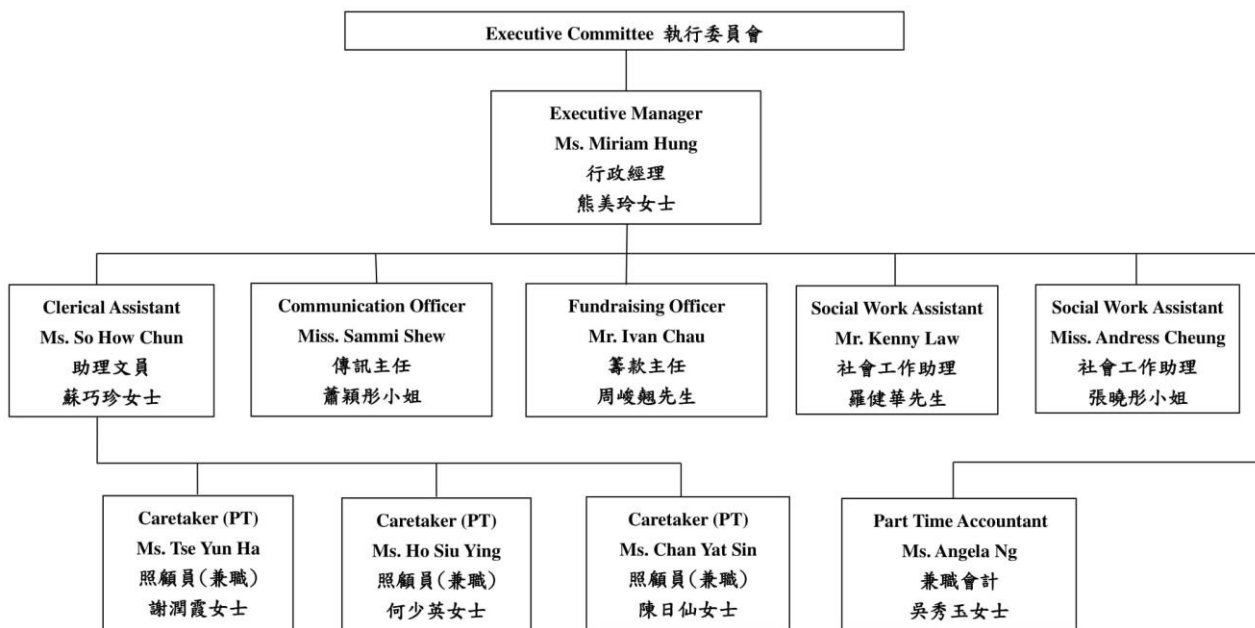 Executive Committee 執行委員會
Executive Manager
Ms. Miriam Hung
行政經理
熊美玲女士
Clerical Assistant
Ms. So How Chun
助理文員
蘇巧珍女士
Communication Officer
Miss. Sammi Shew
傳訊主任
蕭穎彤小姐
Fundraising Officer
Mr. Ivan Chau
籌款主任
周峻翹先生
Social Work Assistant
Mr. Kenny Law
社會工作助理
羅健華先生
Social Work Assistant
Miss. Andress Cheung
社會工作助理
張曉彤小姐
Caretaker (PT)
Ms. Tse Yun Ha
照顧員(兼職)
謝潤霞女士
Caretaker (PT)
Ms. Ho Siu Ying
照顧員(兼職)
何少英女士
Caretaker (PT)
Ms. Chan Yat Sin
照顧員(兼職)
陳日仙女士
Part Time Accountant
Ms. Angela Ng
兼職會計
吳秀玉女士